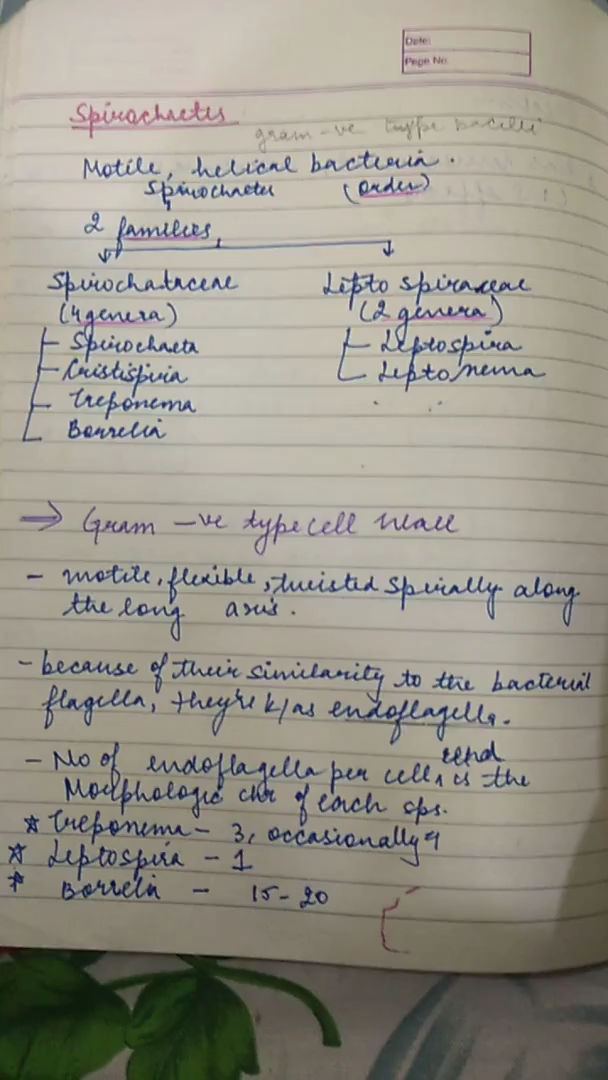 Date:
Page No.
Spirochaetes
gram -ve type bacilli
Motile, helical bacteria.
Spirochaetes (order)
2 families,
Spirochataceae Lepto spiraceae
(4 genera) (2 genera)
Spirochaeta Leptospira
Cristispiria Leptonema
Treponema
Borrelia
⇒ Gram -ve type cell wall
- motile, flexible, twisted spirally along
the long axis.
- because of their similarity to the bacterial
flagella, they're k/as endoflagella.
- No of endoflagella per cell, is the
Morphologic chr of each sps.
☆ Treponema - 3, occasionally 4
☆ Leptospira - 1
☆ Borrelia - 15-20